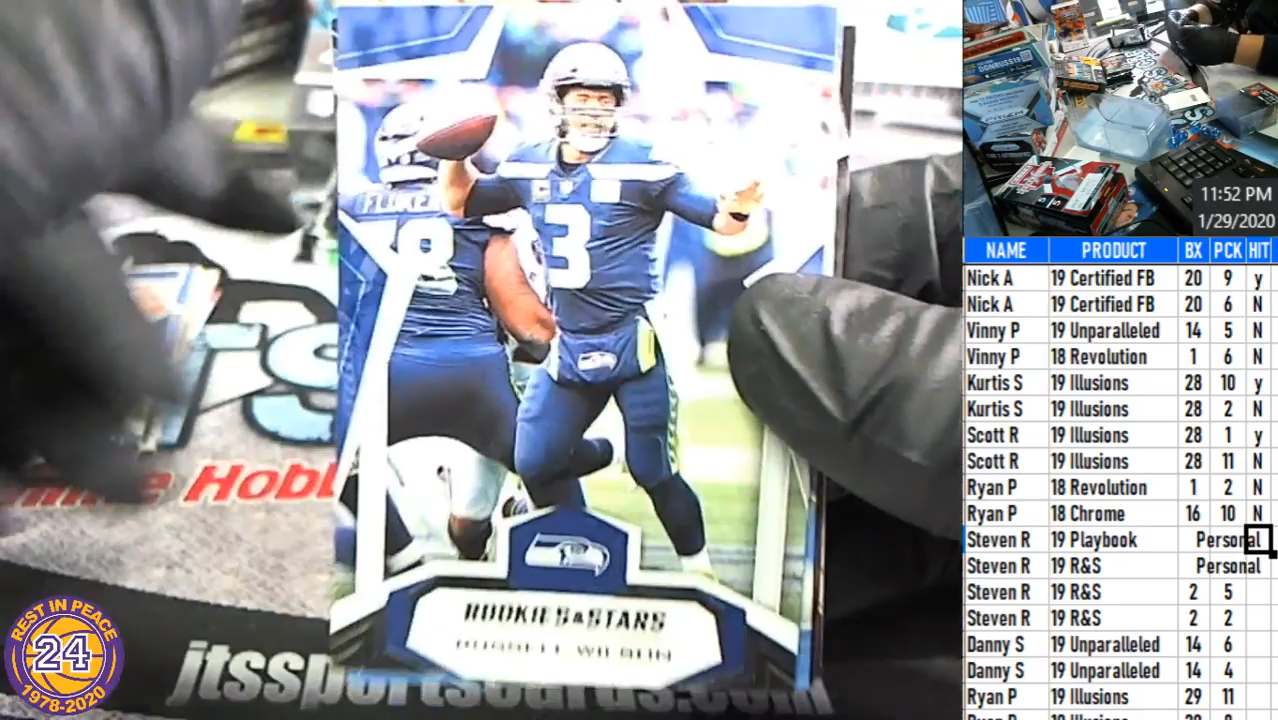 FLUKER
78
3
ROOKIES & STARS
RUSSELL WILSON
Hobb
jtssportscards.com
REST IN PEACE
24
1978-2020
DONRUSS19
11:52 PM
1/29/2020
NAME PRODUCT BX PCK HIT
Nick A 19 Certified FB 20 9 y
Nick A 19 Certified FB 20 6 N
Vinny P 19 Unparalleled 14 5 N
Vinny P 18 Revolution 1 6 N
Kurtis S 19 Illusions 28 10 y
Kurtis S 19 Illusions 28 2 N
Scott R 19 Illusions 28 1 y
Scott R 19 Illusions 28 11 N
Ryan P 18 Revolution 1 2 N
Ryan P 18 Chrome 16 10 N
Steven R 19 Playbook Personal
Steven R 19 R&S Personal
Steven R 19 R&S 2 5
Steven R 19 R&S 2 2
Danny S 19 Unparalleled 14 6
Danny S 19 Unparalleled 14 4
Ryan P 19 Illusions 29 11